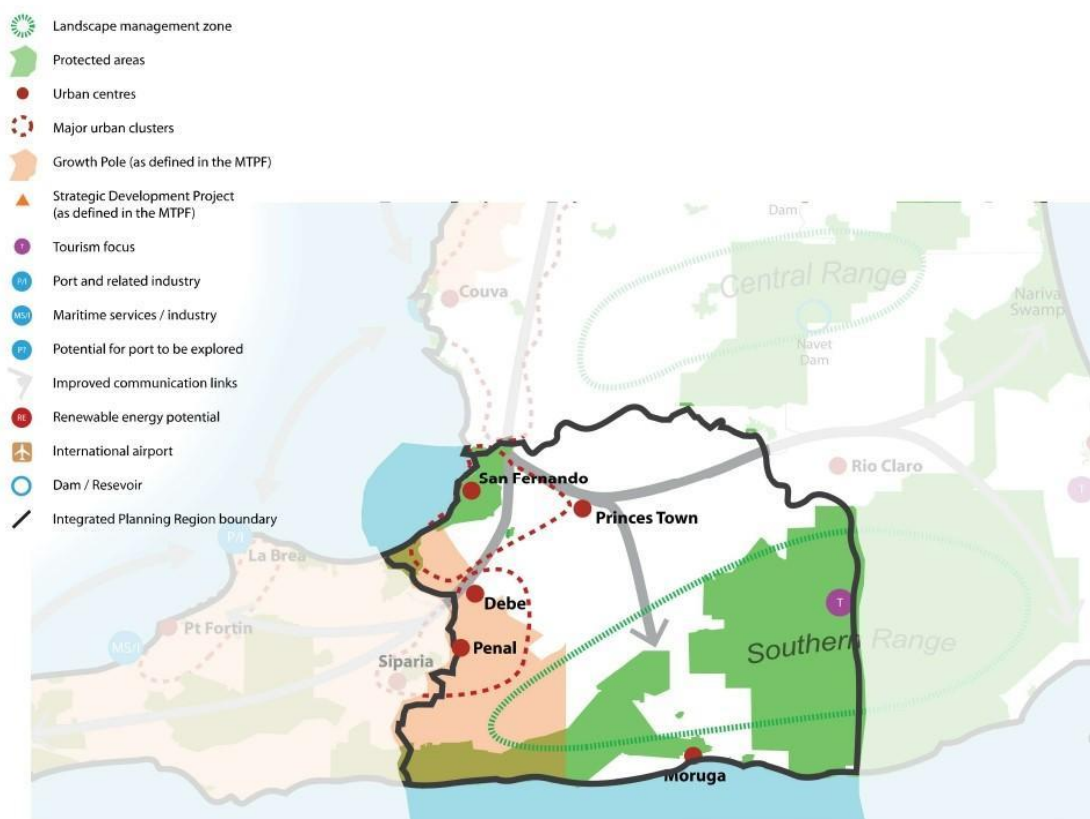 Landscape management zone
Protected areas
Urban centres
Major urban clusters
Growth Pole (as defined in the MTPF)
Strategic Development Project
(as defined in the MTPF)
T
Tourism focus
P/I
Port and related industry
MS/I
Maritime services / industry
P?
Potential for port to be explored
Improved communication links
RE
Renewable energy potential
International airport
Dam / Resevoir
Integrated Planning Region boundary
Dam
Central Range
Couva
Nariva
Swamp
Navet
Dam
San Fernando
Rio Claro
Princes Town
T
P/I
La Brea
Debe
T
Pt Fortin
MS/I
Penal
Siparia
Southern Range
Moruga